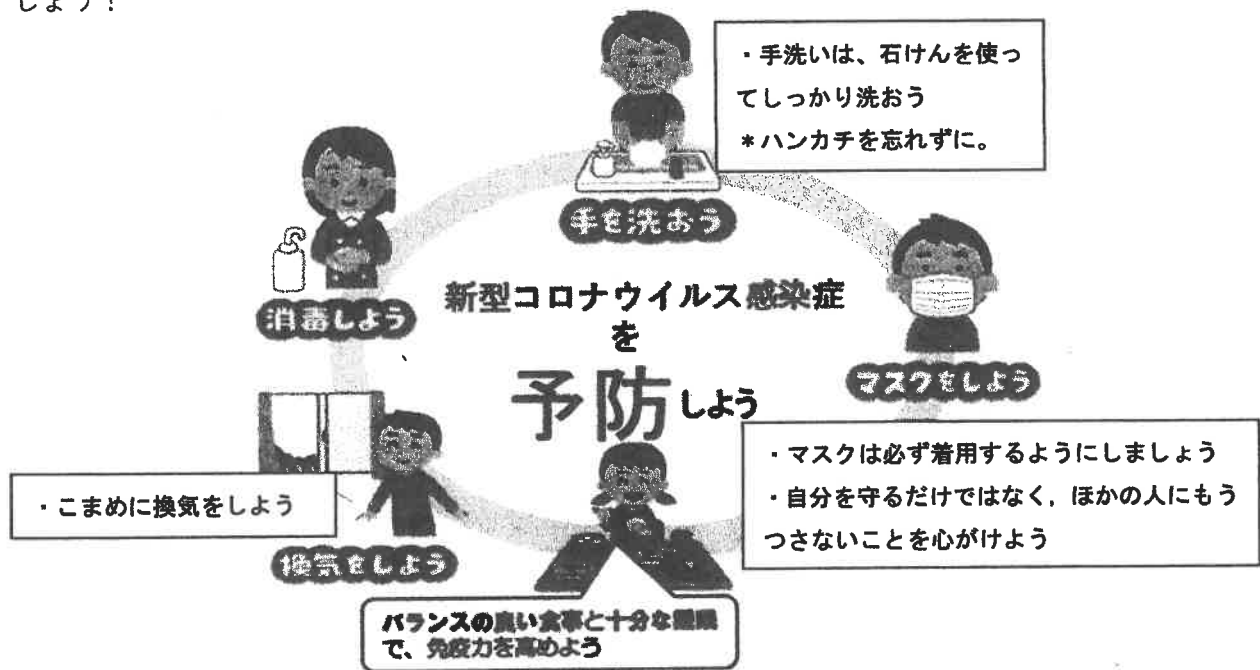 しょう！
・手洗いは、石けんを使っ
てしっかり洗おう
＊ハンカチを忘れずに。
手を洗おう
消毒しよう
新型コロナウイルス感染症
を
予防しよう
マスクをしよう
・マスクは必ず着用するようにしましょう
・自分を守るだけではなく，ほかの人にもう
つさないことを心がけよう
・こまめに換気をしよう
換気をしよう
バランスの良い食事と十分な睡眠
で、免疫力を高めよう